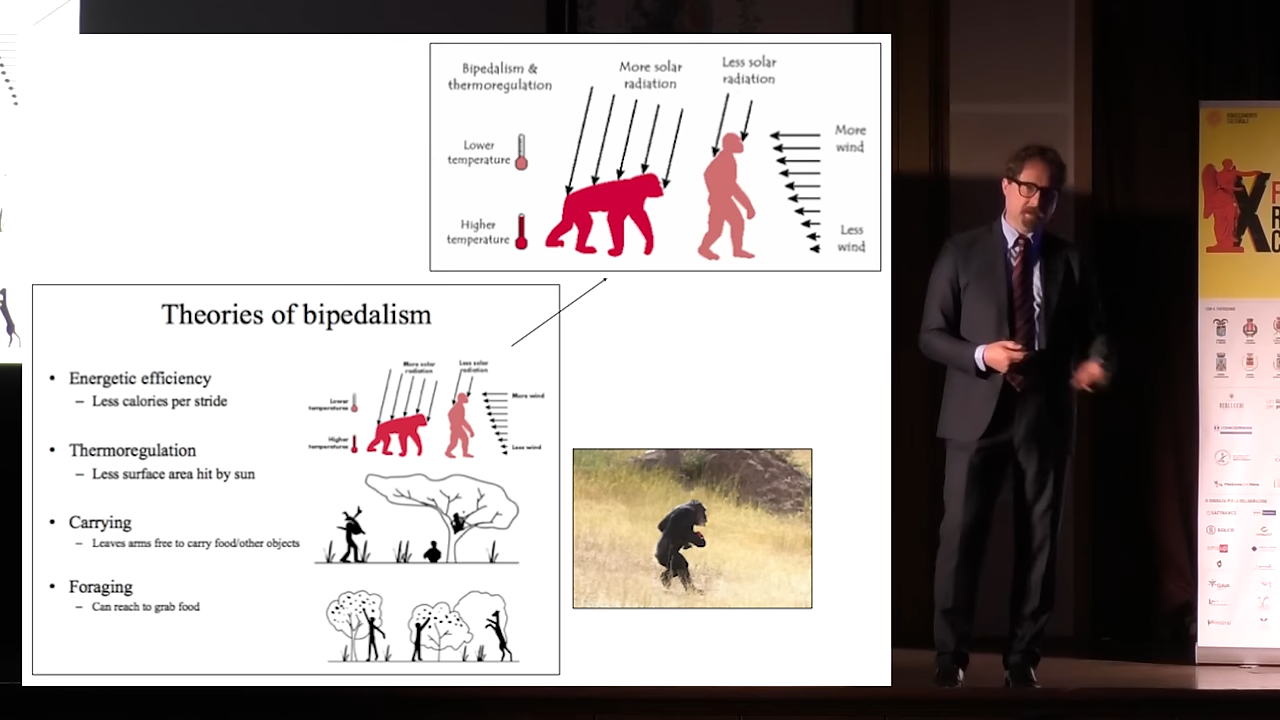 Bipedalism &
thermoregulation
More solar
radiation
Less solar
radiation
Lower
temperature
More
wind
Higher
temperature
Less
wind
Theories of bipedalism
• Energetic efficiency
– Less calories per stride
• Thermoregulation
– Less surface area hit by sun
• Carrying
– Leaves arms free to carry food/other objects
• Foraging
– Can reach to grab food
More solar
radiation
Less solar
radiation
Lower
temperatures
More wind
Higher
temperatures
Less wind
X